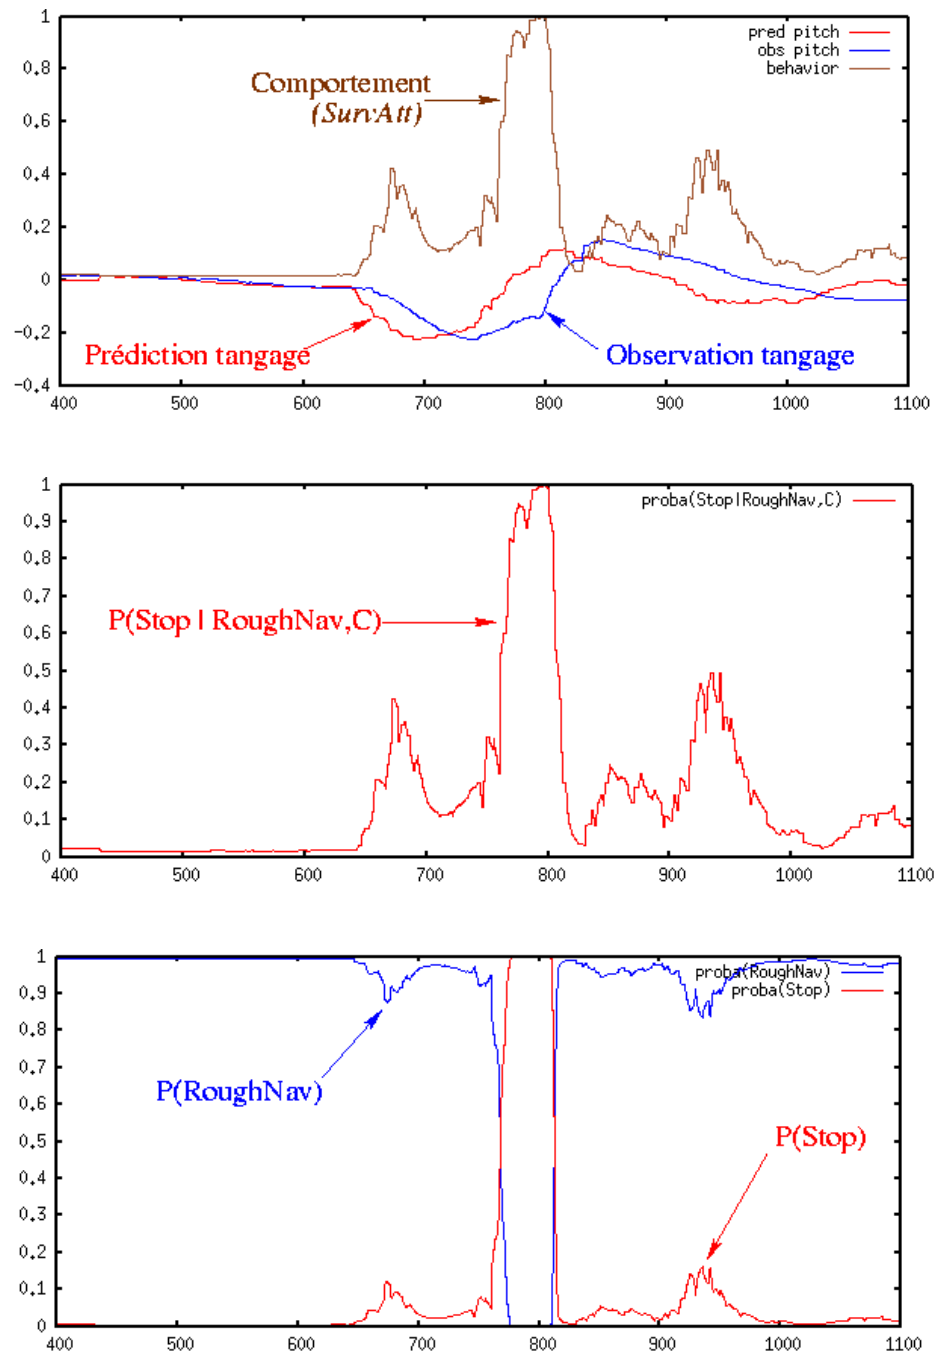 1
pred pitch
obs pitch
0.8
behavior
Comportement
(SurvAtt)
0.6
0.4
0.2
0
-0.2
Prédiction tangage
Observation tangage
-0.4
400 500 600 700 800 900 1000 1100
1
proba(Stop|RoughNav,C)
0.9
0.8
0.7
P(Stop | RoughNav,C)
0.6
0.5
0.4
0.3
0.2
0.1
0
400 500 600 700 800 900 1000 1100
1
proba(RoughNav)
proba(Stop)
0.9
0.8
0.7
P(RoughNav)
0.6
0.5
P(Stop)
0.4
0.3
0.2
0.1
0
400 500 600 700 800 900 1000 1100